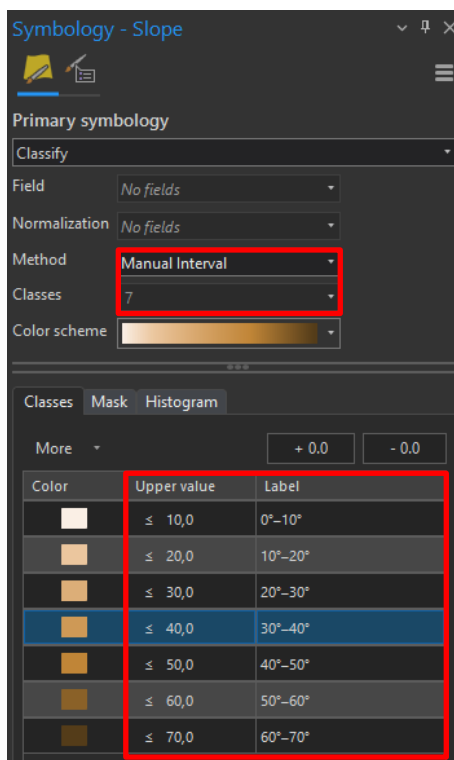 Symbology - Slope
Primary symbology
Classify
Field No fields
Normalization No fields
Method Manual Interval
Classes 7
Color scheme
Classes Mask Histogram
More + 0.0 - 0.0
Color Upper value Label
≤ 10,0 0°–10°
≤ 20,0 10°–20°
≤ 30,0 20°–30°
≤ 40,0 30°–40°
≤ 50,0 40°–50°
≤ 60,0 50°–60°
≤ 70,0 60°–70°